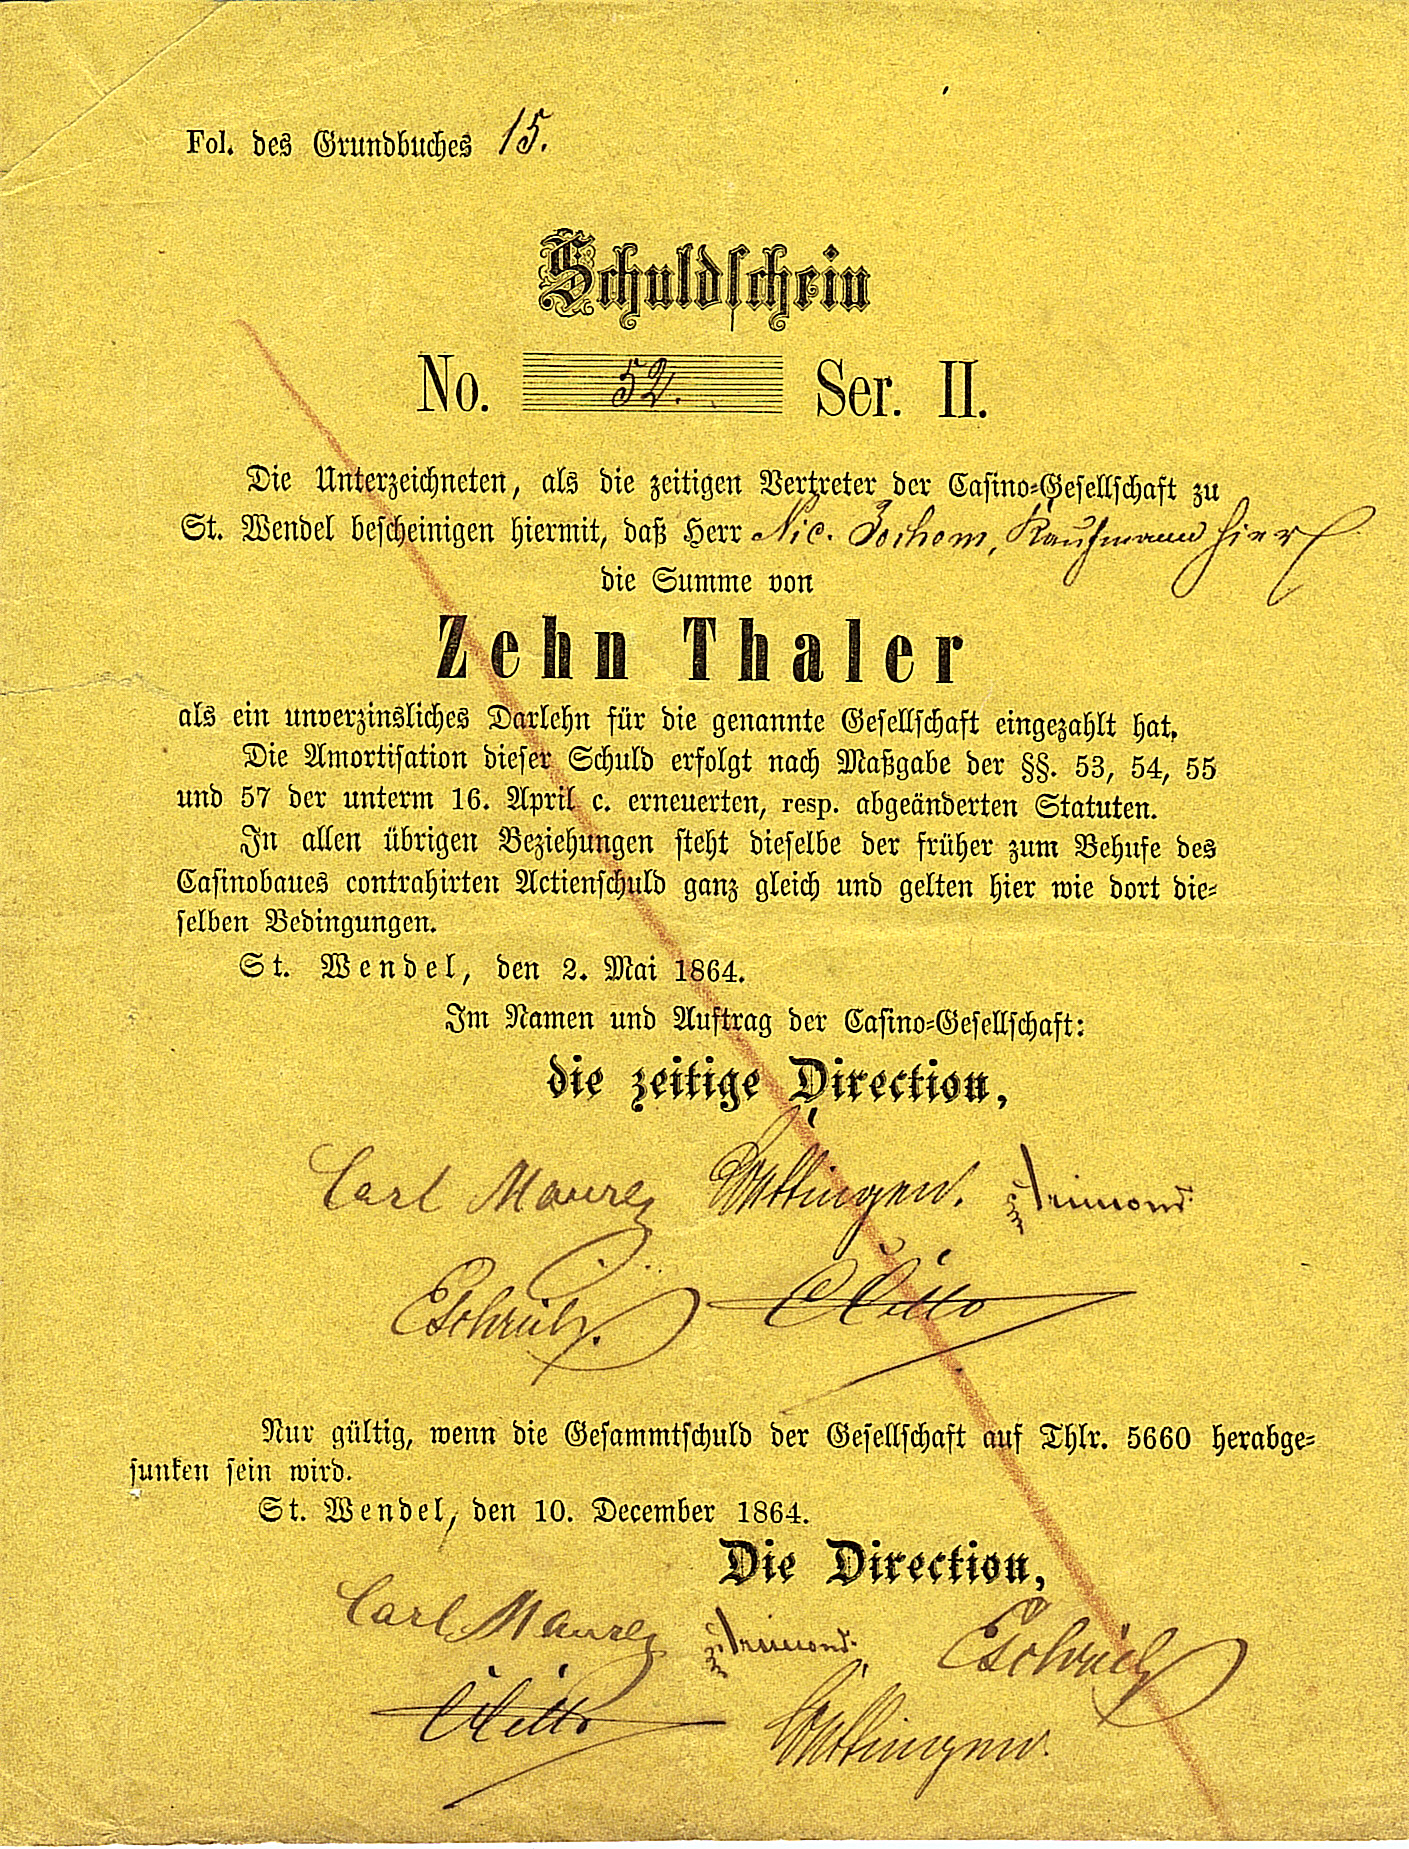 Fol. des Grundbuches 15.
Schuldschein
No. 52. Ser. II.
Die Unterzeichneten, als die zeitigen Vertreter der Casino-Gesellschaft zu
St. Wendel bescheinigen hiermit, daß Herr Nic. Jochem, Kaufmann hier
die Summe von
Zehn Thaler
als ein unverzinsliches Darlehn für die genannte Gesellschaft eingezahlt hat.
Die Amortisation dieser Schuld erfolgt nach Maßgabe der §§. 53, 54, 55
und 57 der unterm 16. April c. erneuerten, resp. abgeänderten Statuten.
In allen übrigen Beziehungen steht dieselbe der früher zum Behufe des
Casinobaues contrahirten Actienschuld ganz gleich und gelten hier wie dort die-
selben Bedingungen.
St. Wendel, den 2. Mai 1864.
Im Namen und Auftrag der Casino-Gesellschaft:
die zeitige Direction,
Carl Maurer
Cetto
Nur gültig, wenn die Gesammtschuld der Gesellschaft auf Thlr. 5660 herabge-
sunken sein wird.
St. Wendel, den 10. December 1864.
Die Direction,
Carl Maurer
Cetto